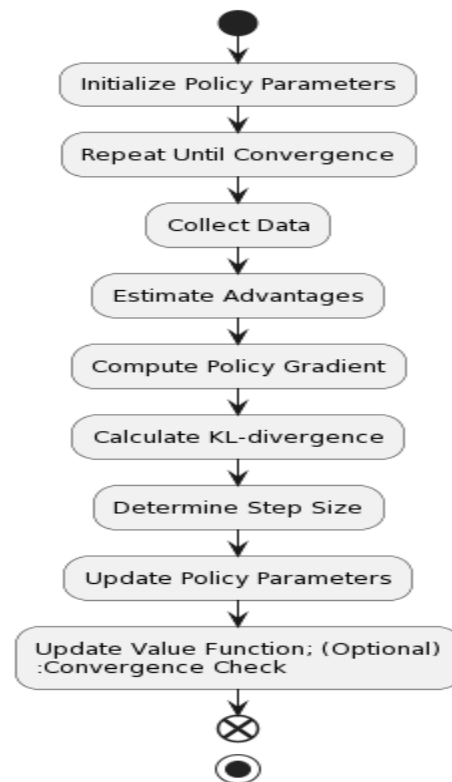 Initialize Policy Parameters
Repeat Until Convergence
Collect Data
Estimate Advantages
Compute Policy Gradient
Calculate KL-divergence
Determine Step Size
Update Policy Parameters
Update Value Function; (Optional)
:Convergence Check